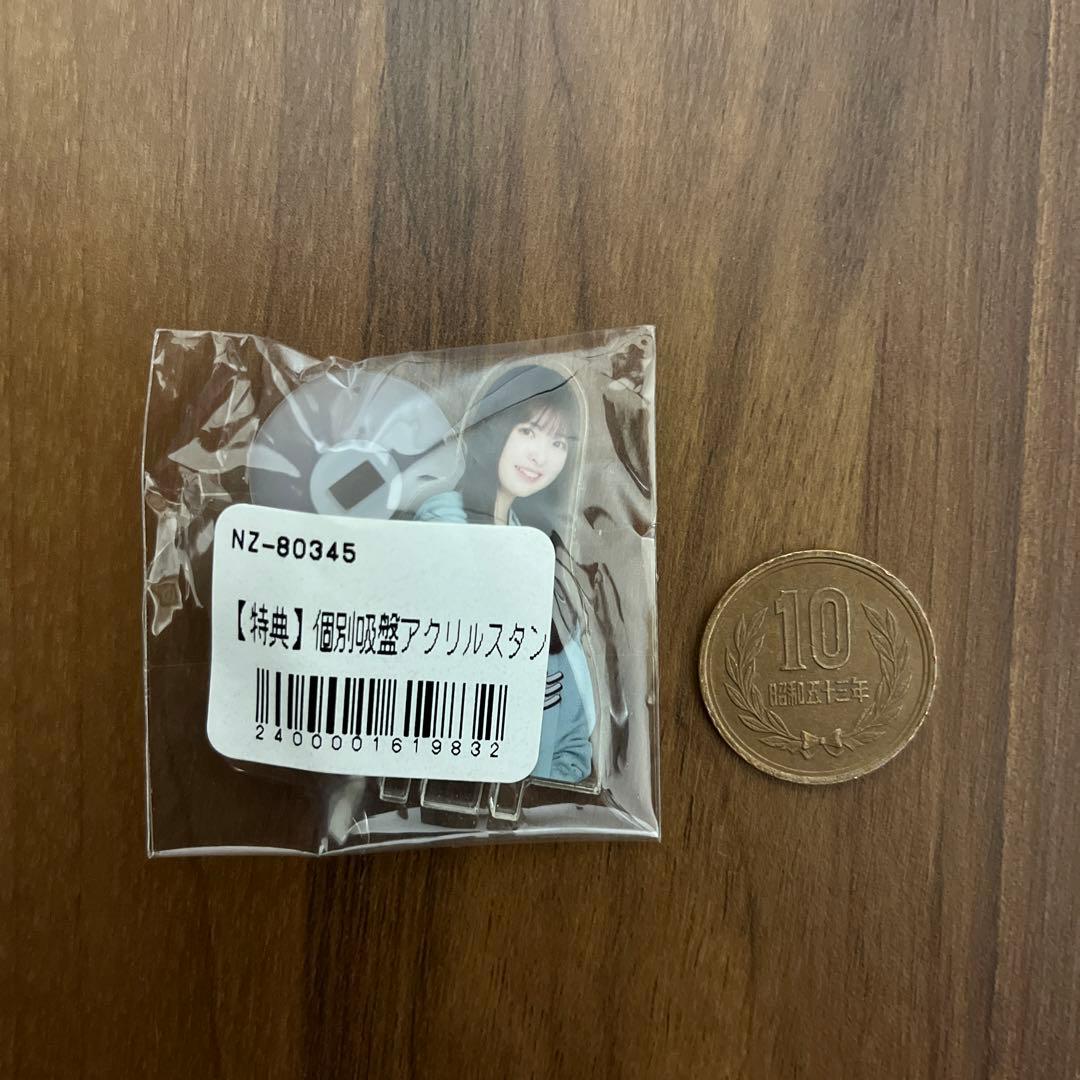 NZ-80345
【特典】個別吸盤アクリルスタン
2400001619832
10
昭和五十三年